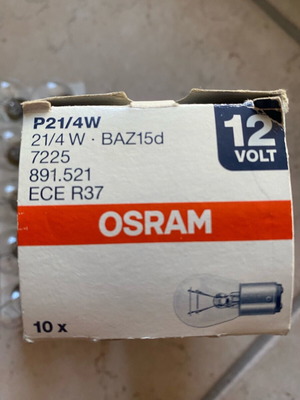 P21/4W
21/4 W · BAZ15d
7225
891.521
ECE R37
12
VOLT
OSRAM
10 x